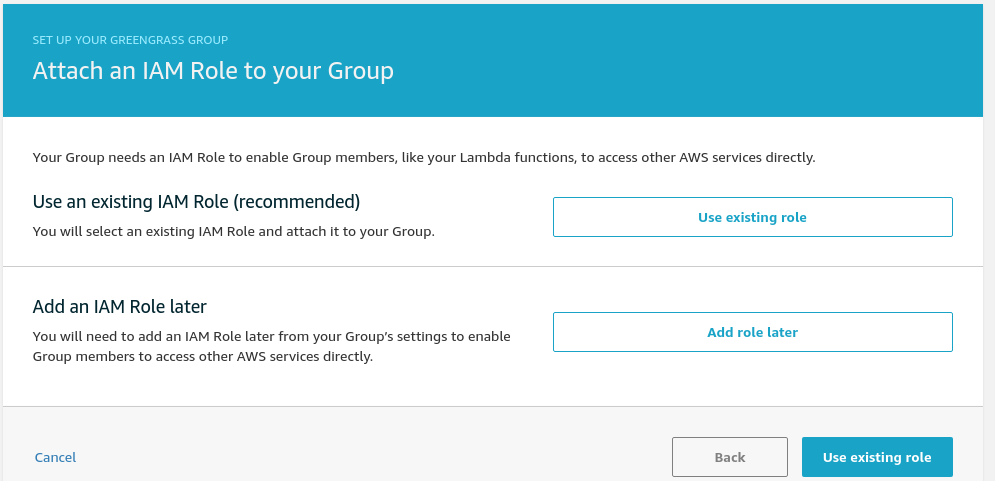 SET UP YOUR GREENGRASS GROUP
Attach an IAM Role to your Group
Your Group needs an IAM Role to enable Group members, like your Lambda functions, to access other AWS services directly.
Use an existing IAM Role (recommended)
You will select an existing IAM Role and attach it to your Group.
Use existing role
Add an IAM Role later
You will need to add an IAM Role later from your Group’s settings to enable
Group members to access other AWS services directly.
Add role later
Cancel
Back
Use existing role